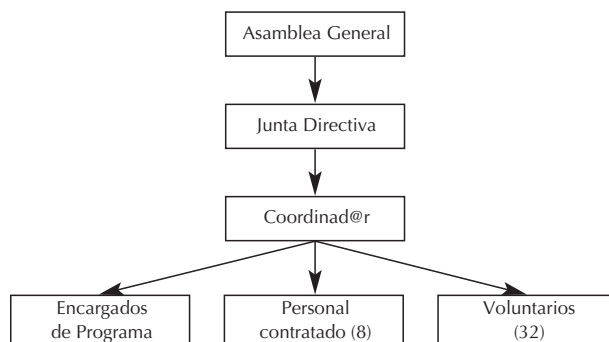 Asamblea General
Junta Directiva
Coordinad@r
Encargados
de Programa
Personal
contratado (8)
Voluntarios
(32)